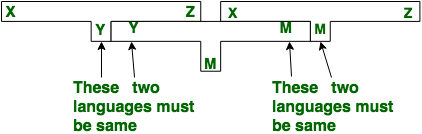 X Z X Z
Y Y M M
M
These two These two
languages must languages must
be same be same